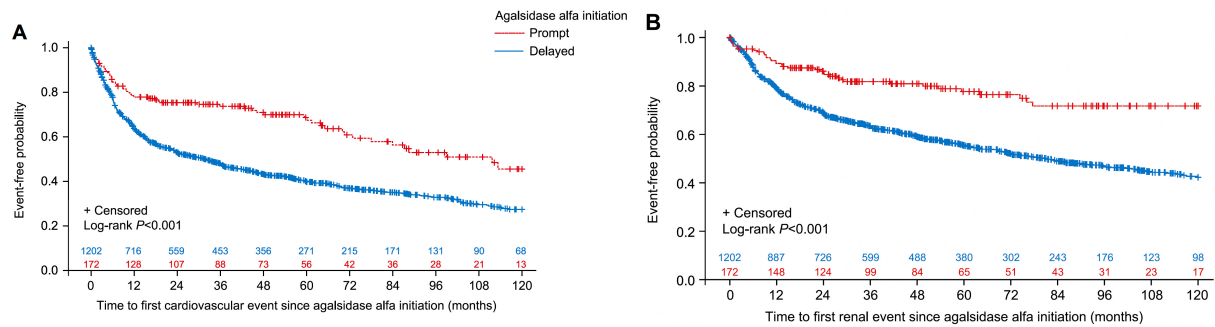 A
Agalsidase alfa initiation
Prompt
Delayed
Event-free probability
1.0
0.8
0.6
0.4
0.2
0.0
+ Censored
Log-rank P<0.001
1202 716 559 453 356 271 215 171 131 90 68
172 128 107 88 73 56 42 36 28 21 13
0 12 24 36 48 60 72 84 96 108 120
Time to first cardiovascular event since agalsidase alfa initiation (months)
B
Event-free probability
1.0
0.8
0.6
0.4
0.2
0.0
+ Censored
Log-rank P<0.001
1202 887 726 599 488 380 302 243 176 123 98
172 148 124 99 84 65 51 43 31 23 17
0 12 24 36 48 60 72 84 96 108 120
Time to first renal event since agalsidase alfa initiation (months)